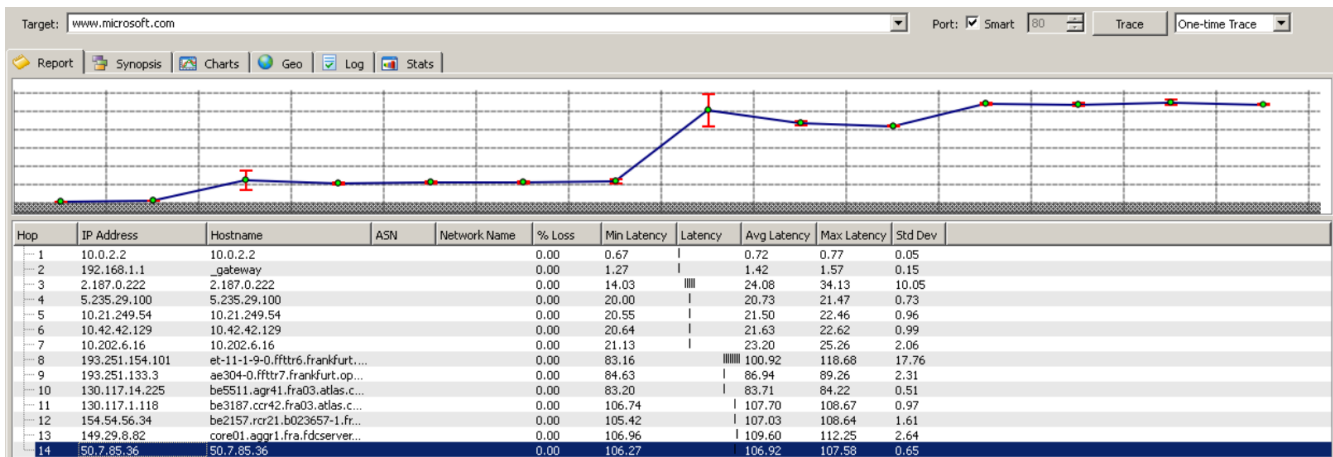 Target: www.microsoft.com Port: Smart 80 Trace One-time Trace
Report Synopsis Charts Geo Log Stats
Hop IP Address Hostname ASN Network Name % Loss Min Latency Latency Avg Latency Max Latency Std Dev
1 10.0.2.2 10.0.2.2 0.00 0.67 0.72 0.77 0.05
2 192.168.1.1 _gateway 0.00 1.27 1.42 1.57 0.15
3 2.187.0.222 2.187.0.222 0.00 14.03 24.08 34.13 10.05
4 5.235.29.100 5.235.29.100 0.00 20.00 20.73 21.47 0.73
5 10.21.249.54 10.21.249.54 0.00 20.55 21.50 22.46 0.96
6 10.42.42.129 10.42.42.129 0.00 20.64 21.63 22.62 0.99
7 10.202.6.16 10.202.6.16 0.00 21.13 23.20 25.26 2.06
8 193.251.154.101 et-11-1-9-0.ffttr6.frankfurt.... 0.00 83.16 100.92 118.68 17.76
9 193.251.133.3 ae304-0.ffttr7.frankfurt.op... 0.00 84.63 86.94 89.26 2.31
10 130.117.14.225 be5511.agr41.fra03.atlas.c... 0.00 83.20 83.71 84.22 0.51
11 130.117.1.118 be3187.ccr42.fra03.atlas.c... 0.00 106.74 107.70 108.67 0.97
12 154.54.56.34 be2157.rcr21.b023657-1.fr... 0.00 105.42 107.03 108.64 1.61
13 149.29.8.82 core01.aggr1.fra.fdcserver... 0.00 106.96 109.60 112.25 2.64
14 50.7.85.36 50.7.85.36 0.00 106.27 106.92 107.58 0.65